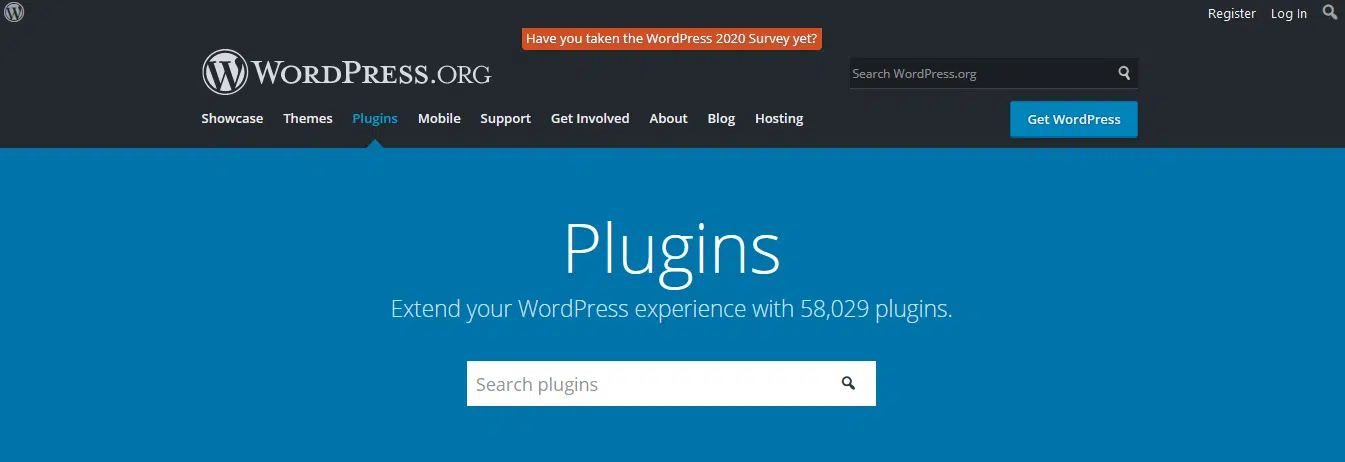 Register Log In
Have you taken the WordPress 2020 Survey yet?
WORDPRESS.ORG
Search WordPress.org
Showcase Themes Plugins Mobile Support Get Involved About Blog Hosting
Get WordPress
Plugins
Extend your WordPress experience with 58,029 plugins.
Search plugins